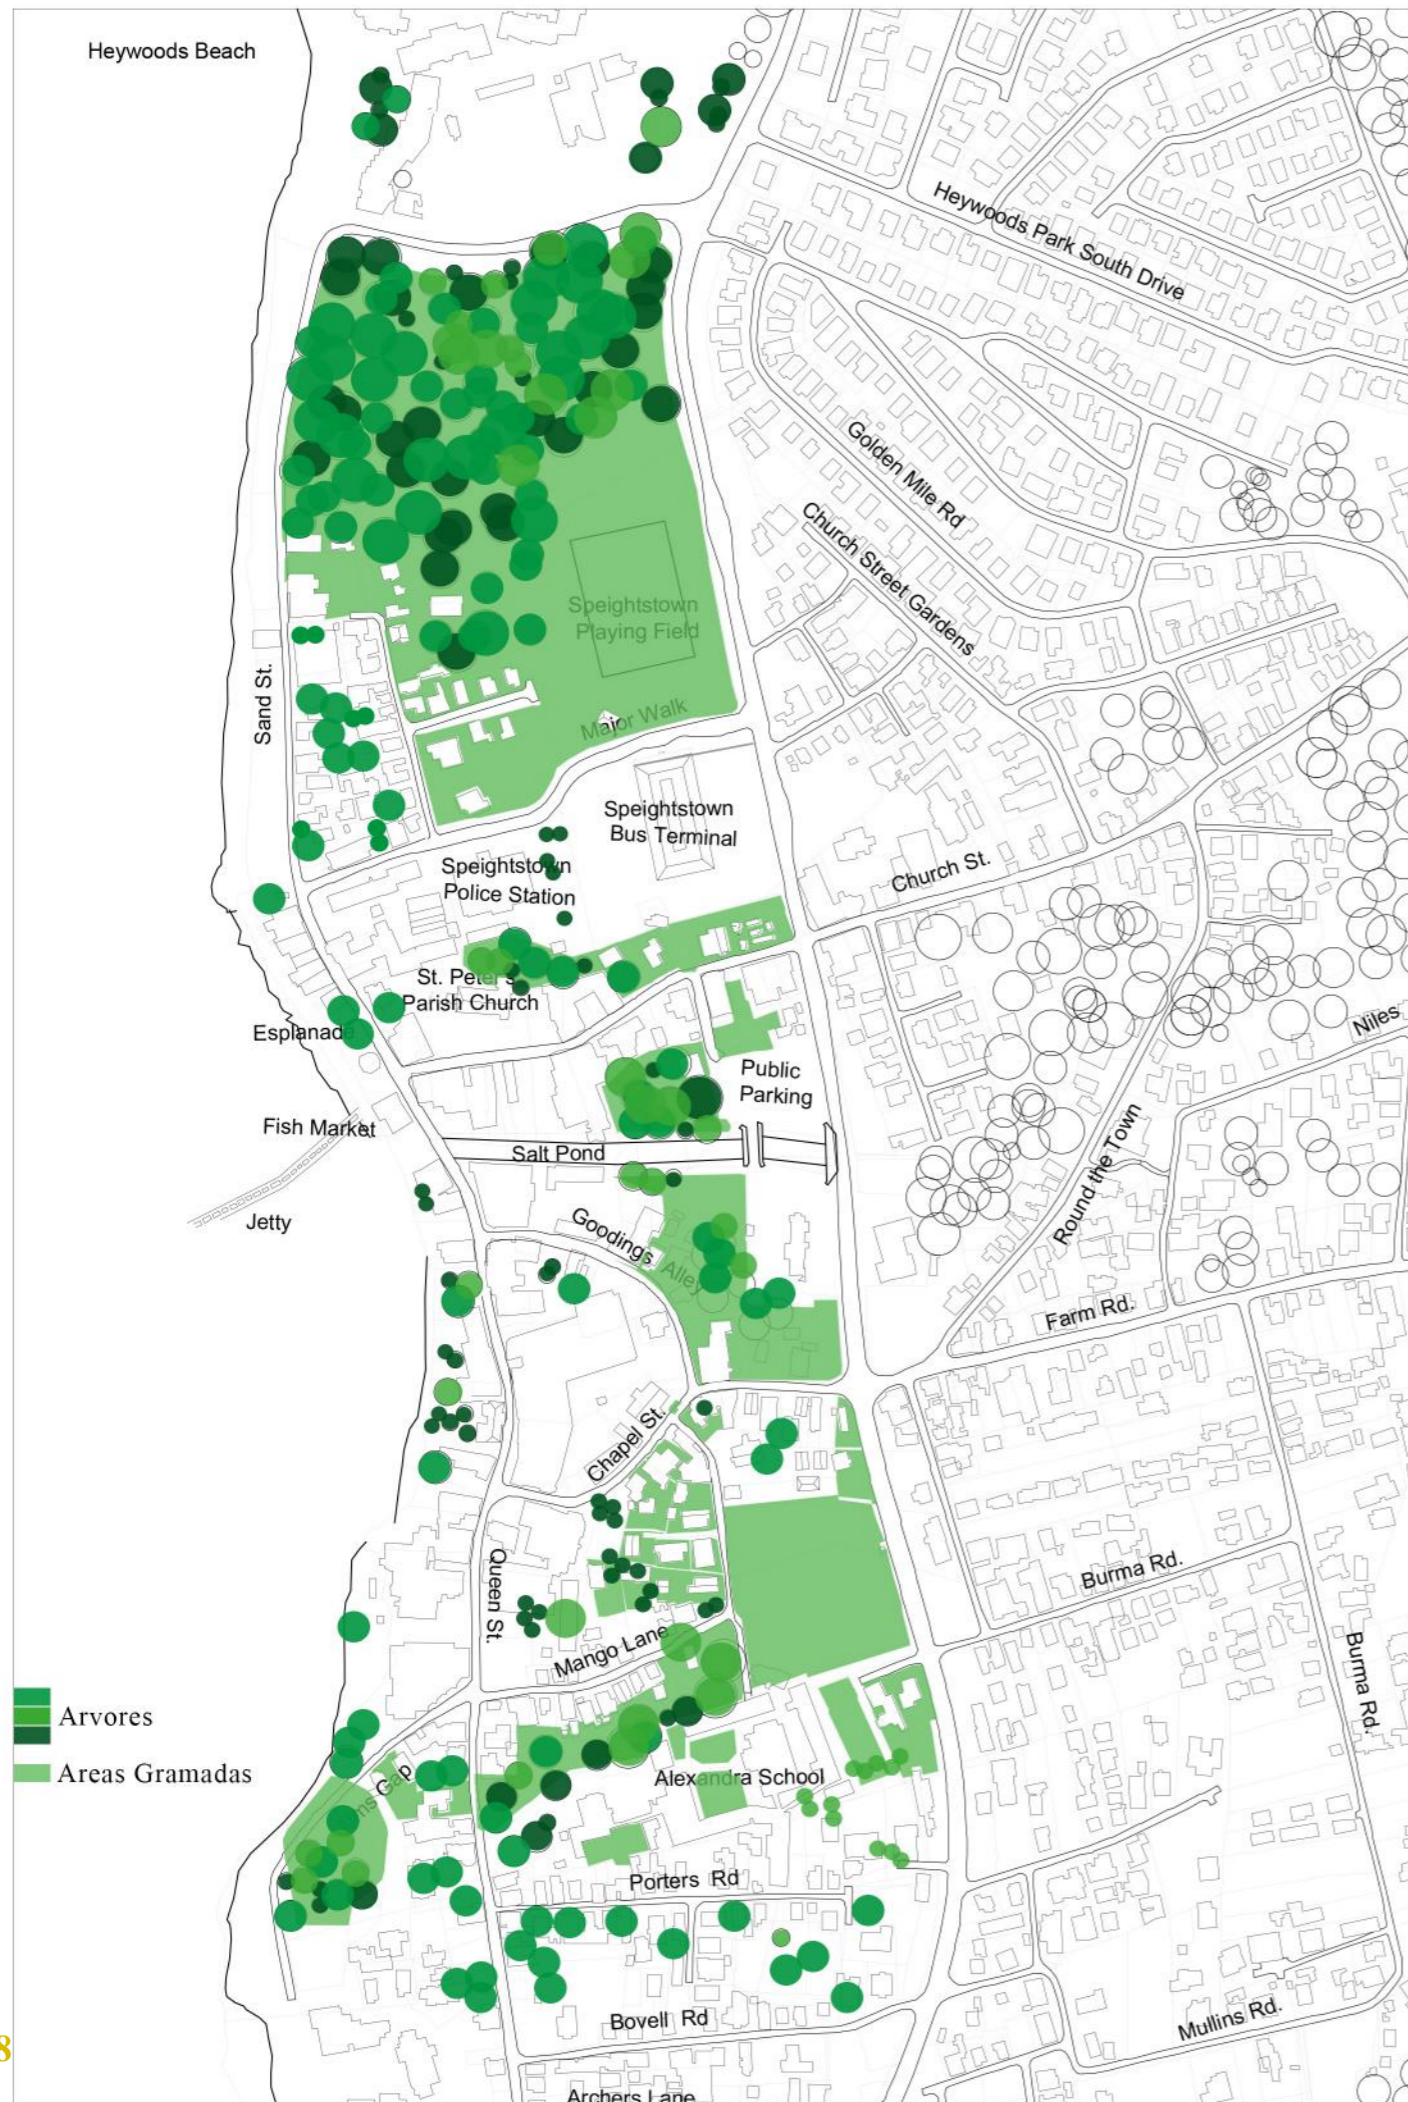 Heywoods Beach
Heywoods Park South Drive
Golden Mile Rd
Church Street Gardens
Speightstown
Playing Field
Sand St.
Major Walk
Speightstown
Bus Terminal
Speightstown
Police Station
Church St.
St. Peter's
Parish Church
Esplanade
Niles
Public
Parking
Fish Market
Salt Pond
Round the Town
Jetty
Goodings Alley
Farm Rd.
Chapel St.
Queen St.
Burma Rd.
Mango Lane
Burma Rd.
Arvores
Areas Gramadas
ms Gap
Alexandra School
Porters Rd
Bovell Rd
Mullins Rd.
8
Archers Lane